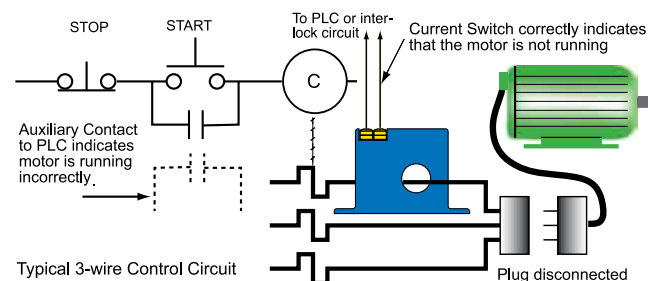 STOP
START
To PLC or inter-
lock circuit
Current Switch correctly indicates
that the motor is not running
C
Auxiliary Contact
to PLC indicates
motor is running
incorrectly.
Typical 3-wire Control Circuit
Plug disconnected